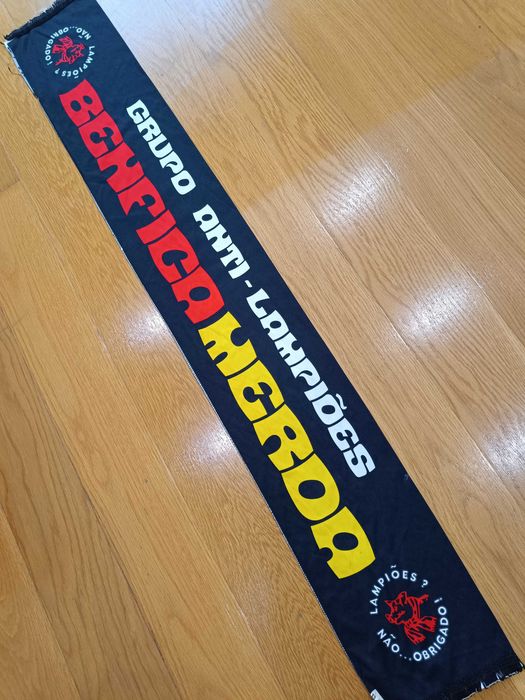 LAMPIÕES ?
NÃO...OBRIGADO!
GRUPO ANTI-LAMPIÕES
BENFICA MERDA
LAMPIÕES ?
NÃO...OBRIGADO!